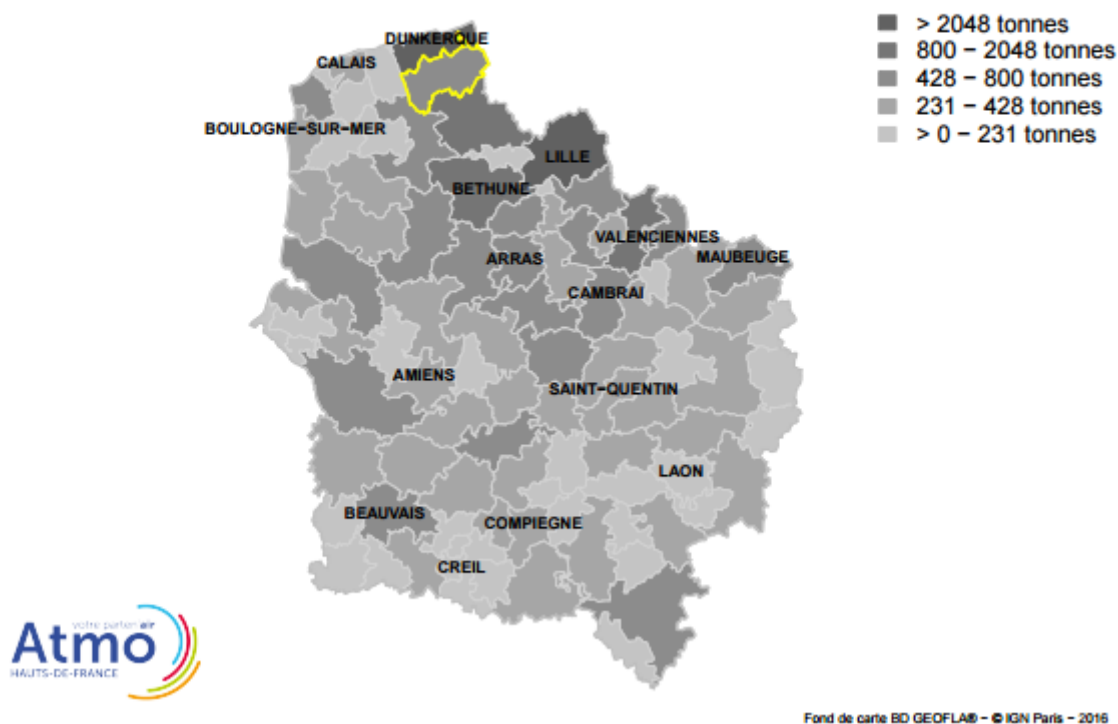 > 2048 tonnes
800 − 2048 tonnes
428 − 800 tonnes
231 − 428 tonnes
> 0 − 231 tonnes
DUNKERQUE
CALAIS
BOULOGNE−SUR−MER
LILLE
BETHUNE
VALENCIENNES
MAUBEUGE
ARRAS
CAMBRAI
AMIENS
SAINT−QUENTIN
LAON
BEAUVAIS
COMPIEGNE
CREIL
votre parten air
Atmo
HAUTS-DE-FRANCE
Fond de carte BD GEOFLA® − © IGN Paris − 2016